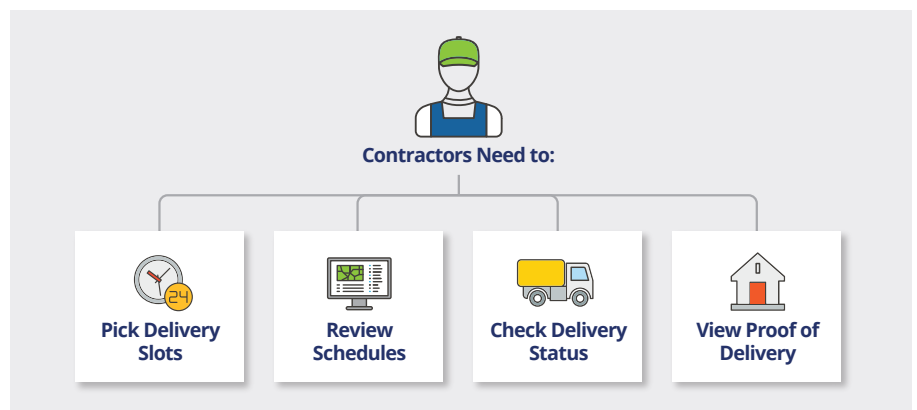 Contractors Need to:
24
Pick Delivery
Slots
Review
Schedules
Check Delivery
Status
View Proof of
Delivery